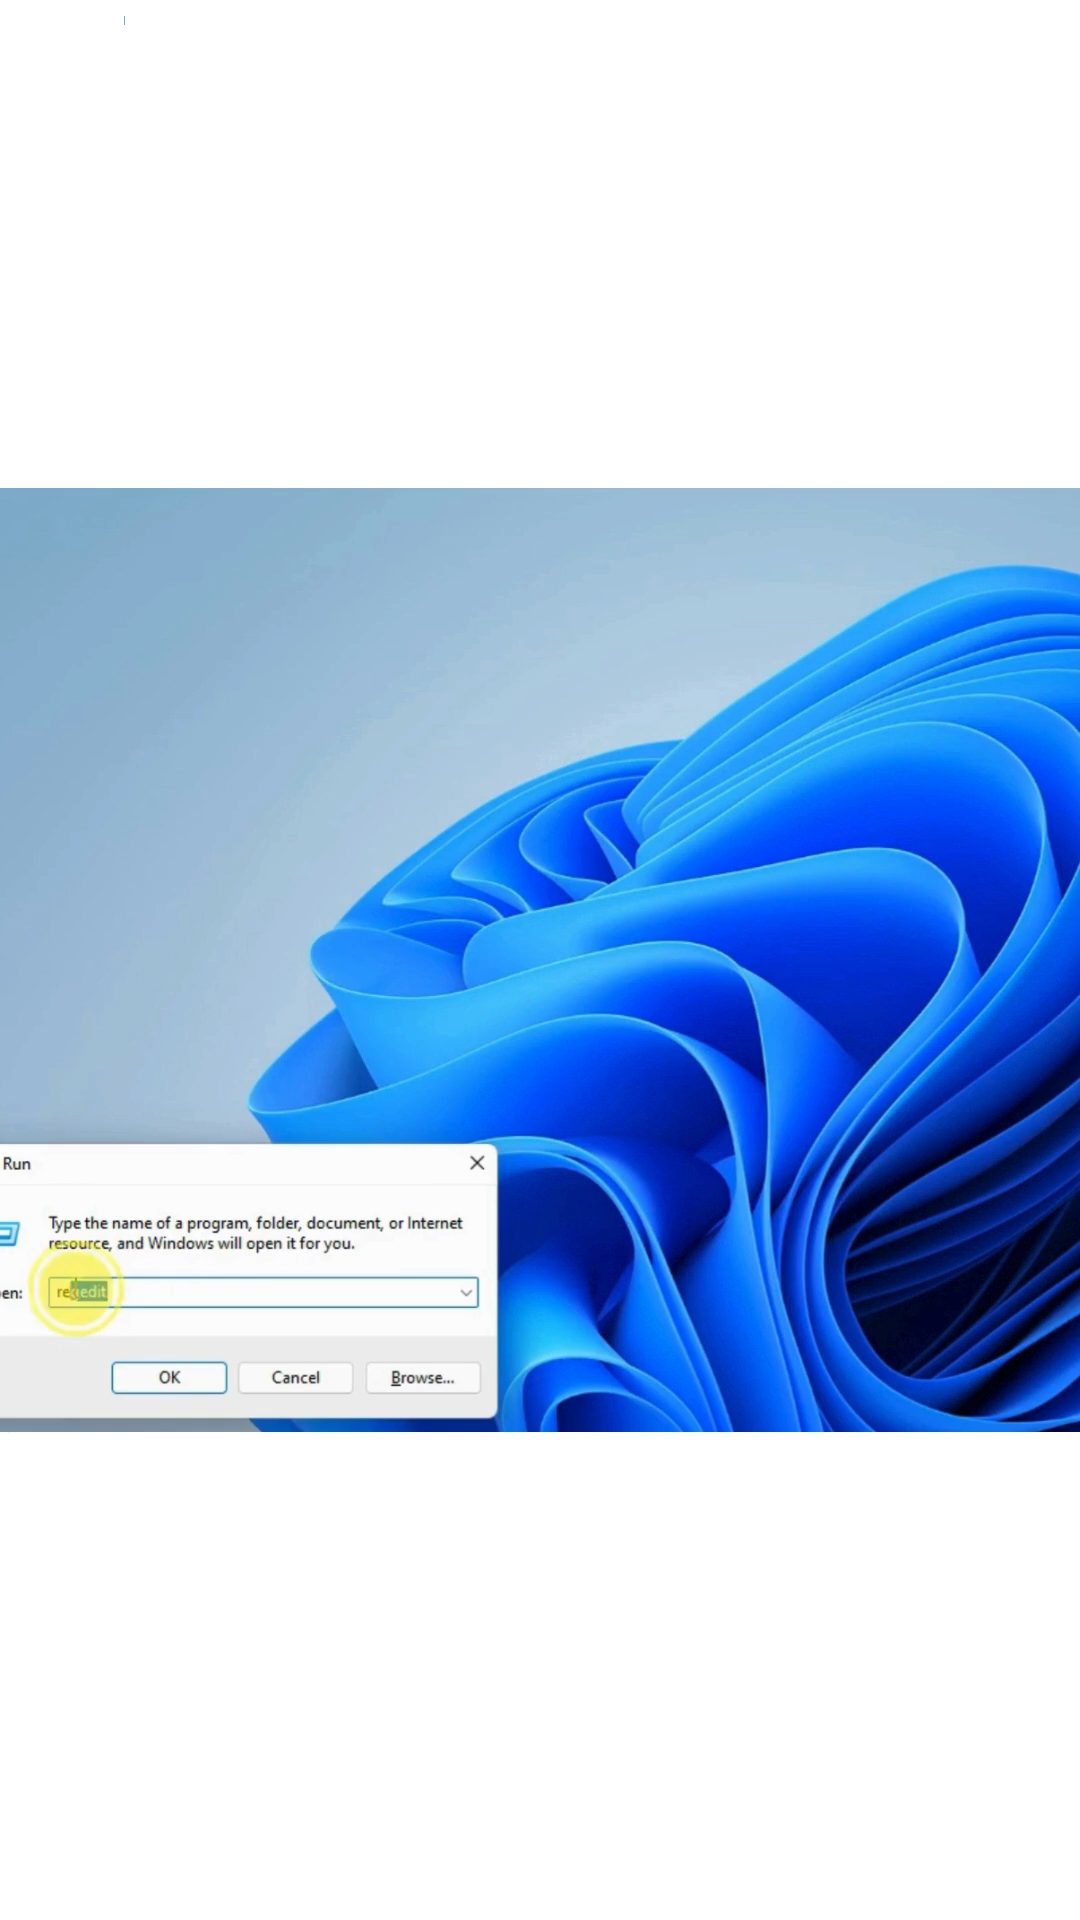 Run
Type the name of a program, folder, document, or Internet
resource, and Windows will open it for you.
en:
regedit
OK
Cancel
Browse...